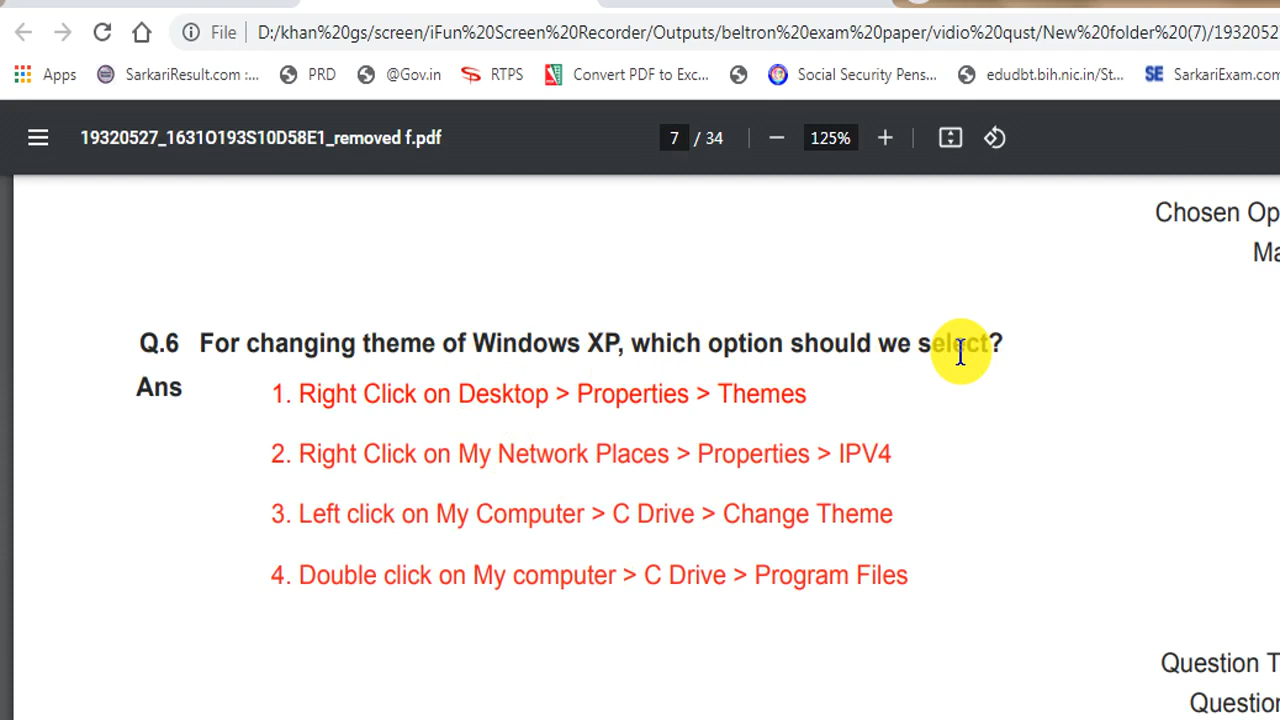 File D:/khan%20gs/screen/iFun%20Screen%20Recorder/Outputs/beltron%20exam%20paper/vidio%20qust/New%20folder%20(7)/1932052
Apps SarkariResult.com :... PRD @Gov.in RTPS Convert PDF to Exc... Social Security Pens... edudbt.bih.nic.in/St... SE SarkariExam.com
19320527_1631O193S10D58E1_removed f.pdf 7 / 34 125%
Chosen Op
Ma
Q.6 For changing theme of Windows XP, which option should we select?
Ans 1. Right Click on Desktop > Properties > Themes
2. Right Click on My Network Places > Properties > IPV4
3. Left click on My Computer > C Drive > Change Theme
4. Double click on My computer > C Drive > Program Files
Question T
Question